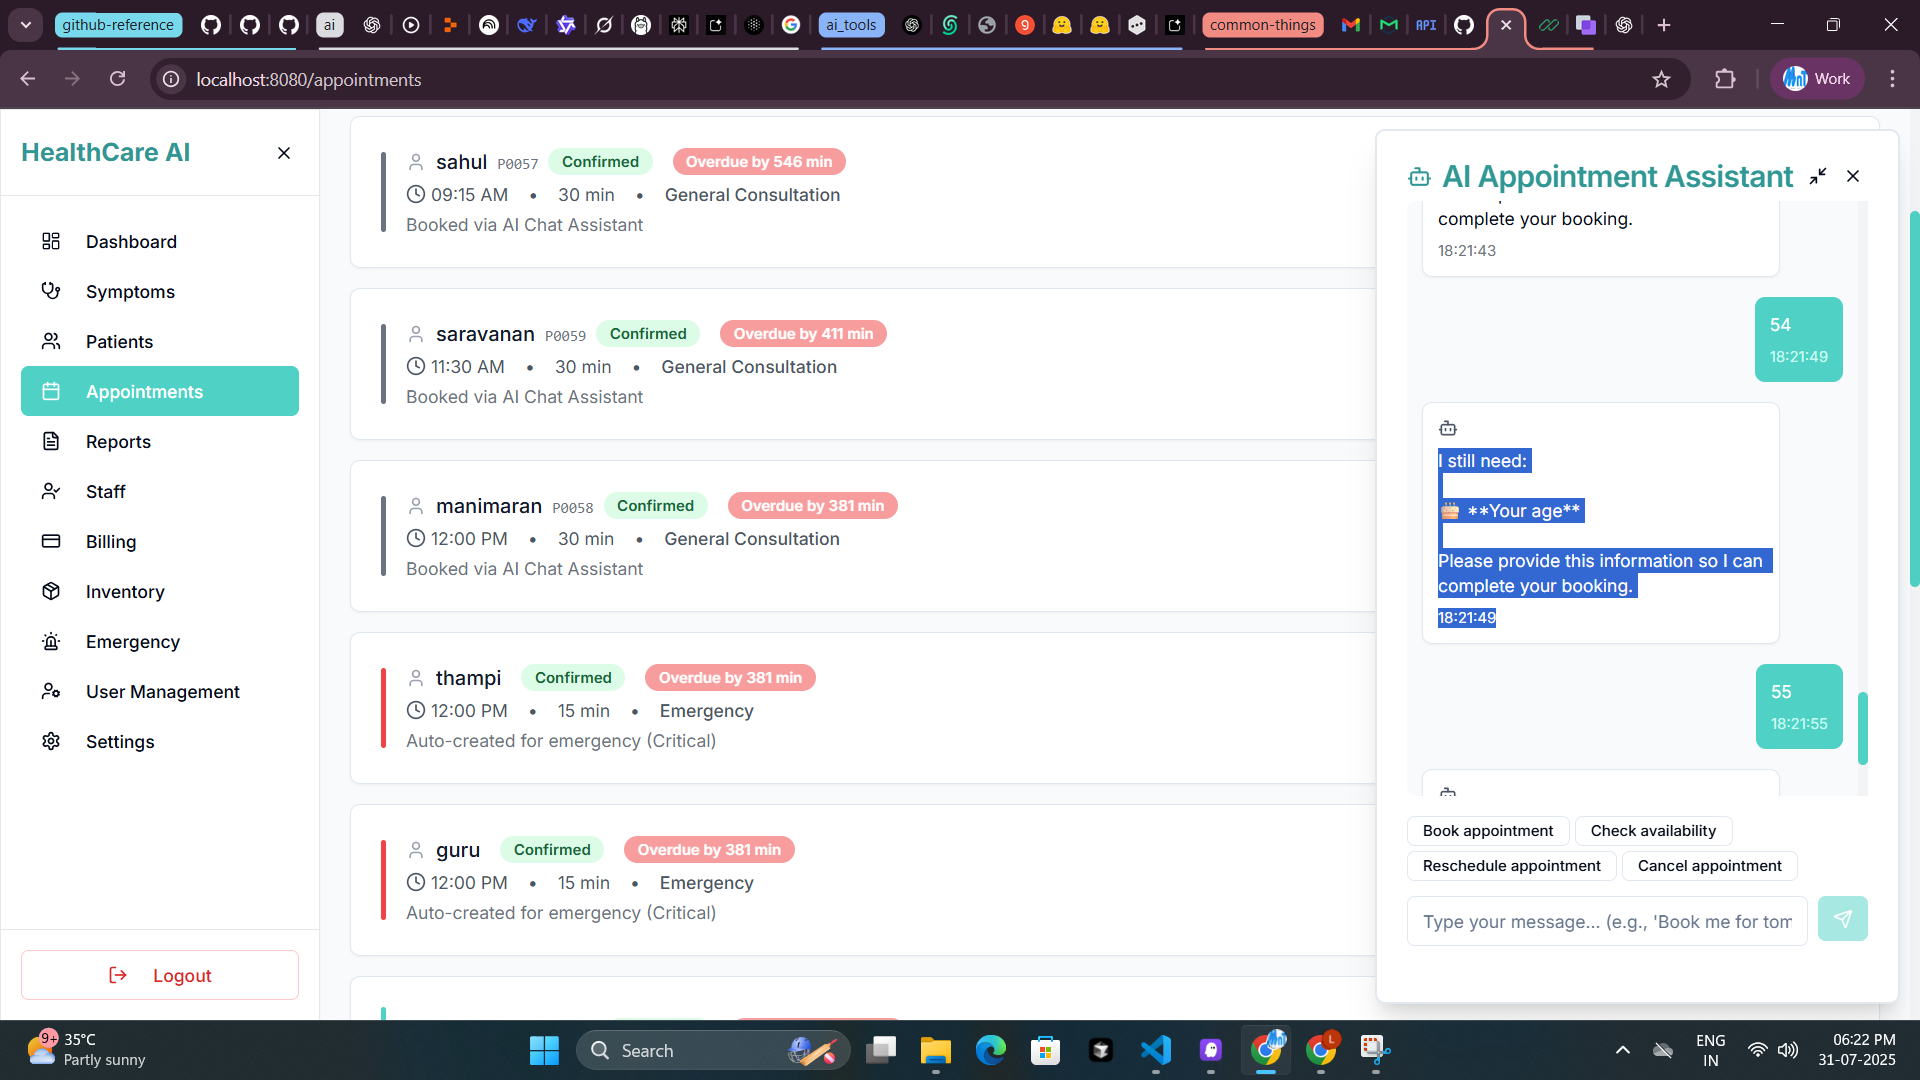 github-reference
ai
ai_tools
common-things
API
localhost:8080/appointments
Work
HealthCare AI
Dashboard
Symptoms
Patients
Appointments
Reports
Staff
Billing
Inventory
Emergency
User Management
Settings
Logout
sahul P0057 Confirmed Overdue by 546 min
09:15 AM • 30 min • General Consultation
Booked via AI Chat Assistant
saravanan P0059 Confirmed Overdue by 411 min
11:30 AM • 30 min • General Consultation
Booked via AI Chat Assistant
manimaran P0058 Confirmed Overdue by 381 min
12:00 PM • 30 min • General Consultation
Booked via AI Chat Assistant
thampi Confirmed Overdue by 381 min
12:00 PM • 15 min • Emergency
Auto-created for emergency (Critical)
guru Confirmed Overdue by 381 min
12:00 PM • 15 min • Emergency
Auto-created for emergency (Critical)
AI Appointment Assistant
complete your booking.
18:21:43
54
18:21:49
I still need:
🎂 **Your age**
Please provide this information so I can
complete your booking.
18:21:49
55
18:21:55
Book appointment
Check availability
Reschedule appointment
Cancel appointment
Type your message... (e.g., 'Book me for tom
9+
35°C
Partly sunny
Search
L
ENG
IN
06:22 PM
31-07-2025